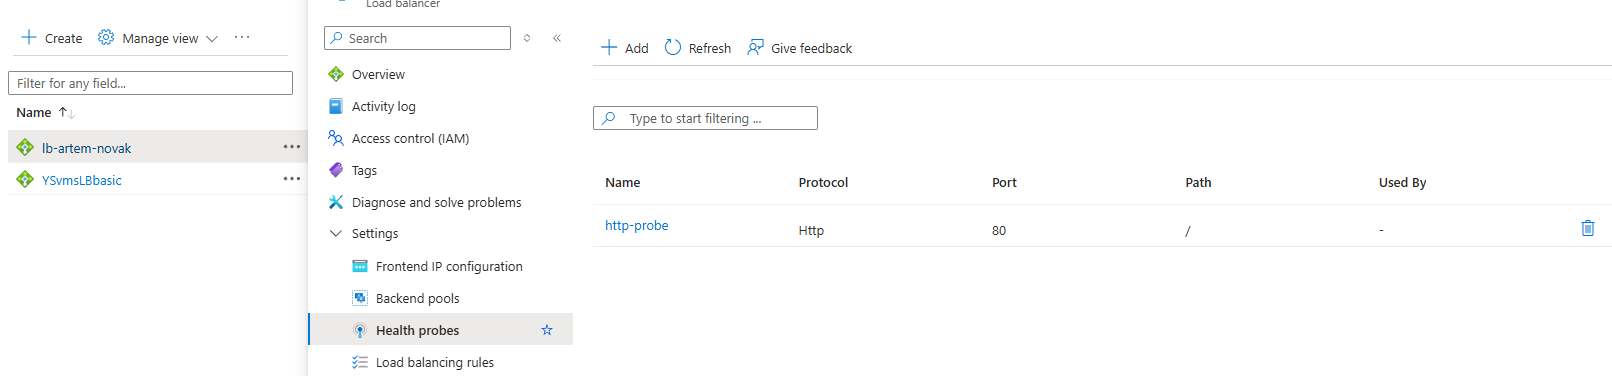 Load balancer
Create Manage view ...
Filter for any field...
Name ↑↓
lb-artem-novak ...
YSvmsLBbasic ...
Search
Overview
Activity log
Access control (IAM)
Tags
Diagnose and solve problems
Settings
Frontend IP configuration
Backend pools
Health probes
Load balancing rules
Add Refresh Give feedback
Type to start filtering ...
Name Protocol Port Path Used By
http-probe Http 80 / -